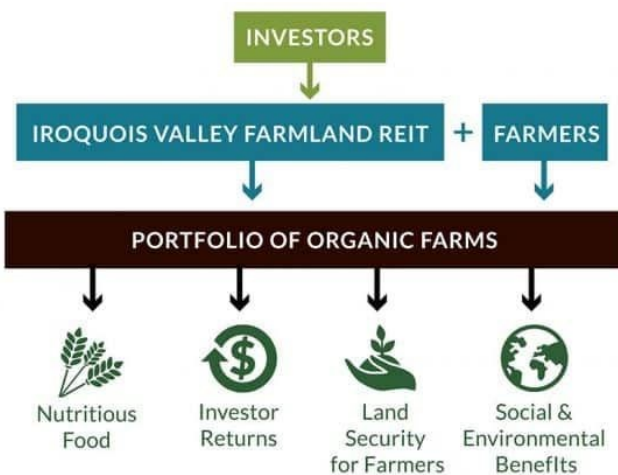 INVESTORS
IROQUOIS VALLEY FARMLAND REIT + FARMERS
PORTFOLIO OF ORGANIC FARMS
$
Nutritious
Food
Investor
Returns
Land
Security
for Farmers
Social &
Environmental
Benefits